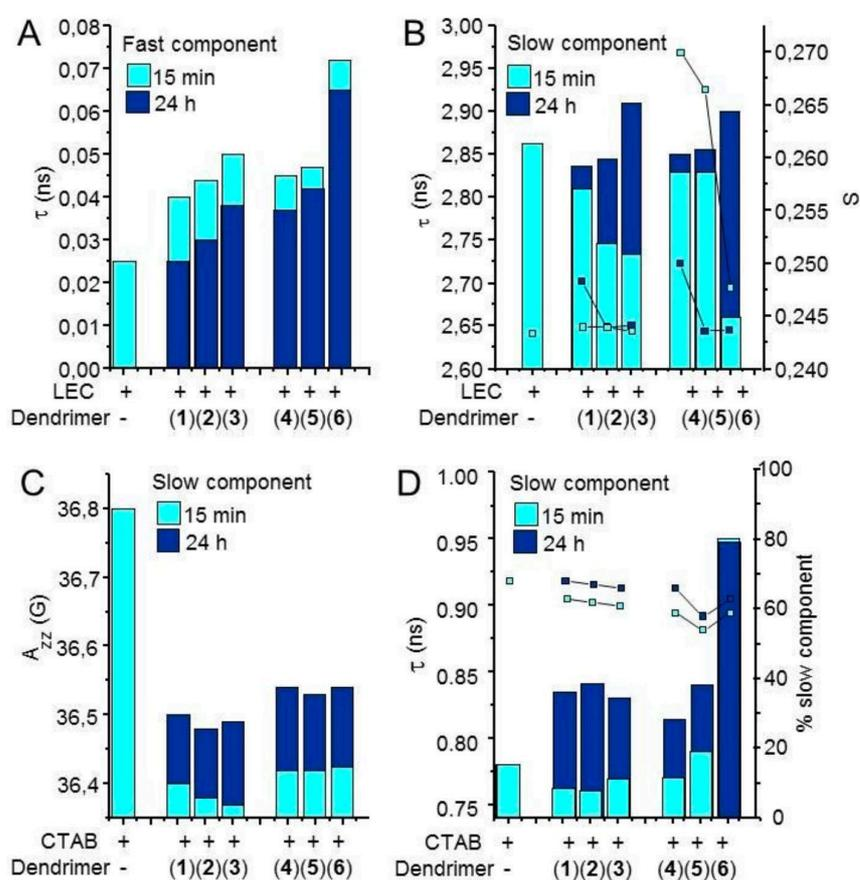 A
Fast component
15 min
24 h
0,08
0,07
0,06
0,05
0,04
0,03
0,02
0,01
0,00
τ (ns)
LEC + + + + + + +
Dendrimer - (1)(2)(3) (4)(5)(6)
B
Slow component
15 min
24 h
3,00
2,95
2,90
2,85
2,80
2,75
2,70
2,65
2,60
τ (ns)
0,270
0,265
0,260
0,255
0,250
0,245
0,240
S
LEC + + + + + + +
Dendrimer - (1)(2)(3) (4)(5)(6)
C
Slow component
15 min
24 h
36,8
36,7
36,6
36,5
36,4
Azz (G)
CTAB + + + + + + +
Dendrimer - (1)(2)(3) (4)(5)(6)
D
Slow component
15 min
24 h
1.00
0.95
0.90
0.85
0.80
0.75
τ (ns)
100
80
60
40
20
0
% slow component
CTAB + + + + + + +
Dendrimer - (1)(2)(3) (4)(5)(6)